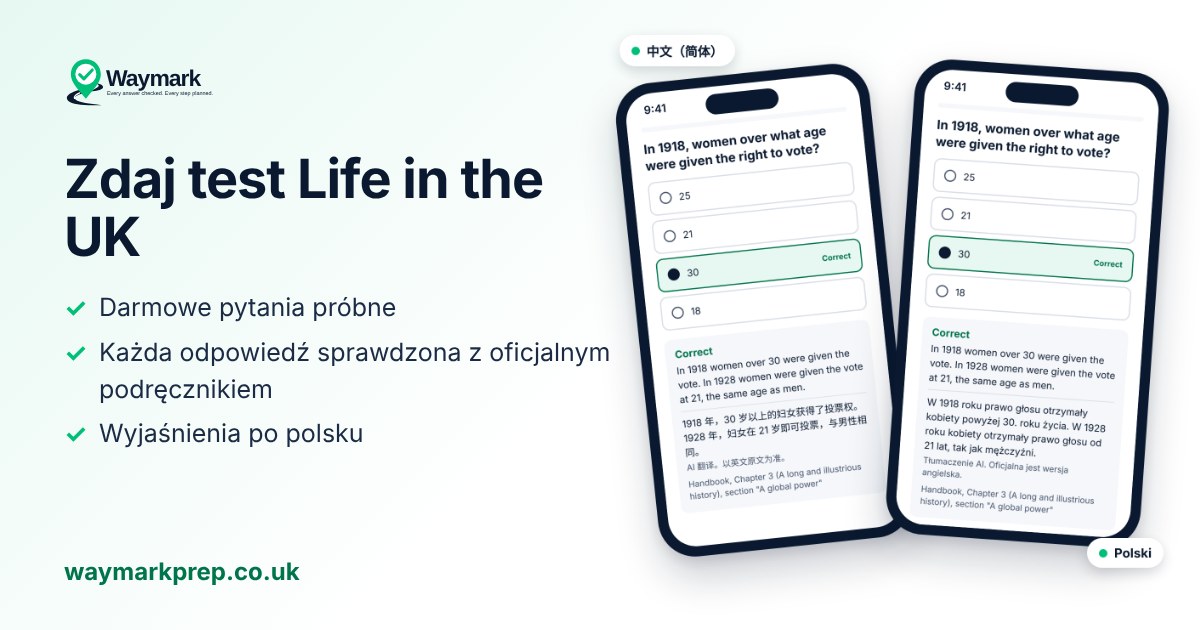 Waymark
Every answer checked. Every step planned.
Zdaj test Life in the
UK
Darmowe pytania próbne
Każda odpowiedź sprawdzona z oficjalnym
podręcznikiem
Wyjaśnienia po polsku
waymarkprep.co.uk
中文（简体）
9:41
In 1918, women over what age
were given the right to vote?
25
21
30 Correct
18
Correct
In 1918 women over 30 were given the
vote. In 1928 women were given the vote
at 21, the same age as men.
1918 年，30 岁以上的妇女获得了投票权。
1928 年，妇女在 21 岁即可投票，与男性相
同。
AI 翻译。以英文原文为准。
Handbook, Chapter 3 (A long and illustrious
history), section "A global power"
9:41
In 1918, women over what age
were given the right to vote?
25
21
30 Correct
18
Correct
In 1918 women over 30 were given the
vote. In 1928 women were given the vote
at 21, the same age as men.
W 1918 roku prawo głosu otrzymały
kobiety powyżej 30. roku życia. W 1928
roku kobiety otrzymały prawo głosu od
21 lat, tak jak mężczyźni.
Tłumaczenie AI. Oficjalna jest wersja
angielska.
Handbook, Chapter 3 (A long and illustrious
history), section "A global power"
Polski